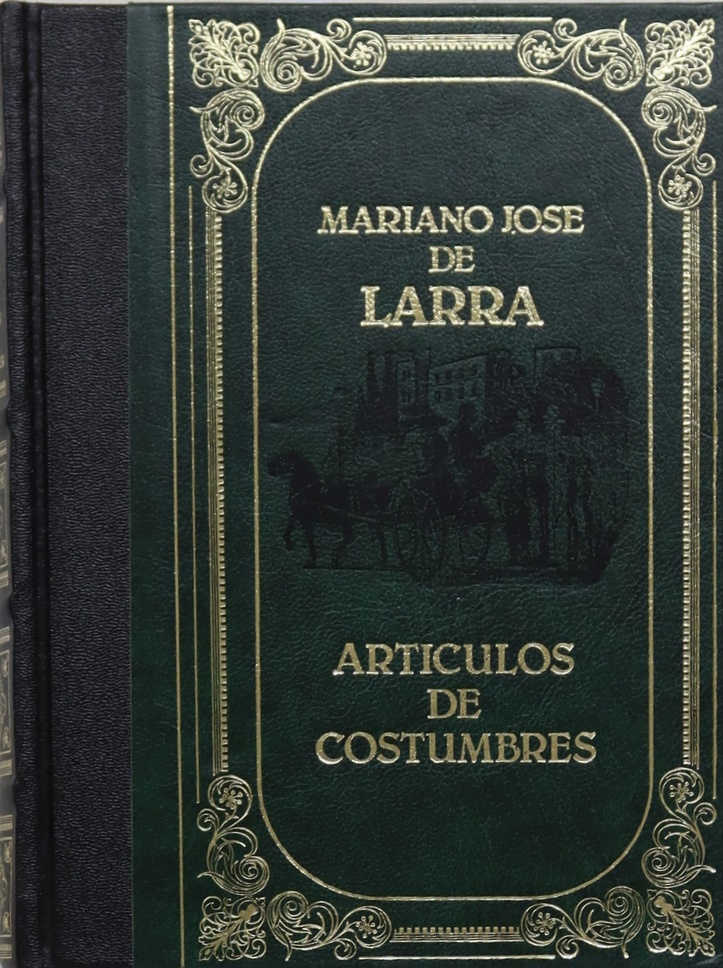 MARIANO JOSE
DE
LARRA
ARTICULOS
DE
COSTUMBRES